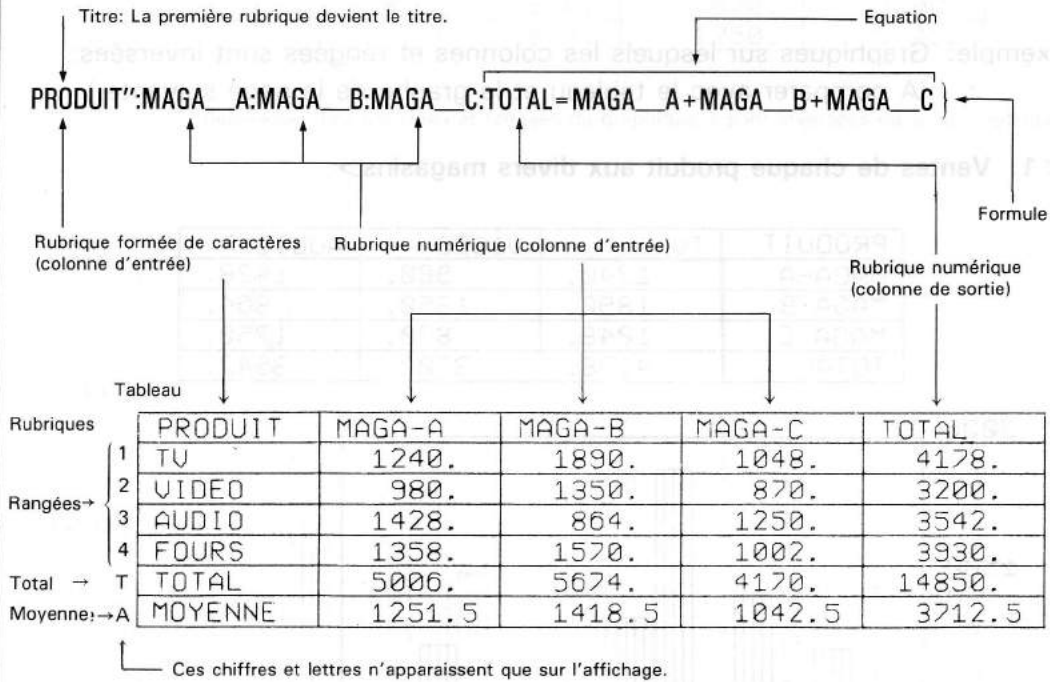 Titre: La première rubrique devient le titre.
Equation
PRODUIT":MAGA__A:MAGA__B:MAGA__C:TOTAL=MAGA__A+MAGA__B+MAGA__C
Formule
Rubrique formée de caractères
(colonne d'entrée)
Rubrique numérique (colonne d'entrée)
Rubrique numérique
(colonne de sortie)
Tableau
Rubriques PRODUIT MAGA-A MAGA-B MAGA-C TOTAL
1 TV 1240. 1890. 1048. 4178.
2 VIDEO 980. 1350. 870. 3200.
Rangées→
3 AUDIO 1428. 864. 1250. 3542.
4 FOURS 1358. 1570. 1002. 3930.
Total → T TOTAL 5006. 5674. 4170. 14850.
Moyenne→A MOYENNE 1251.5 1418.5 1042.5 3712.5
Ces chiffres et lettres n'apparaissent que sur l'affichage.